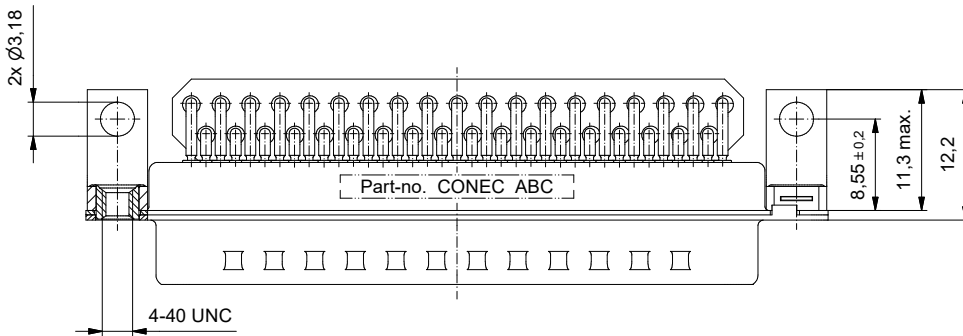 2x Ø3,18
Part-no. CONEC ABC
8,55 ±0,2
11,3 max.
12,2
4-40 UNC